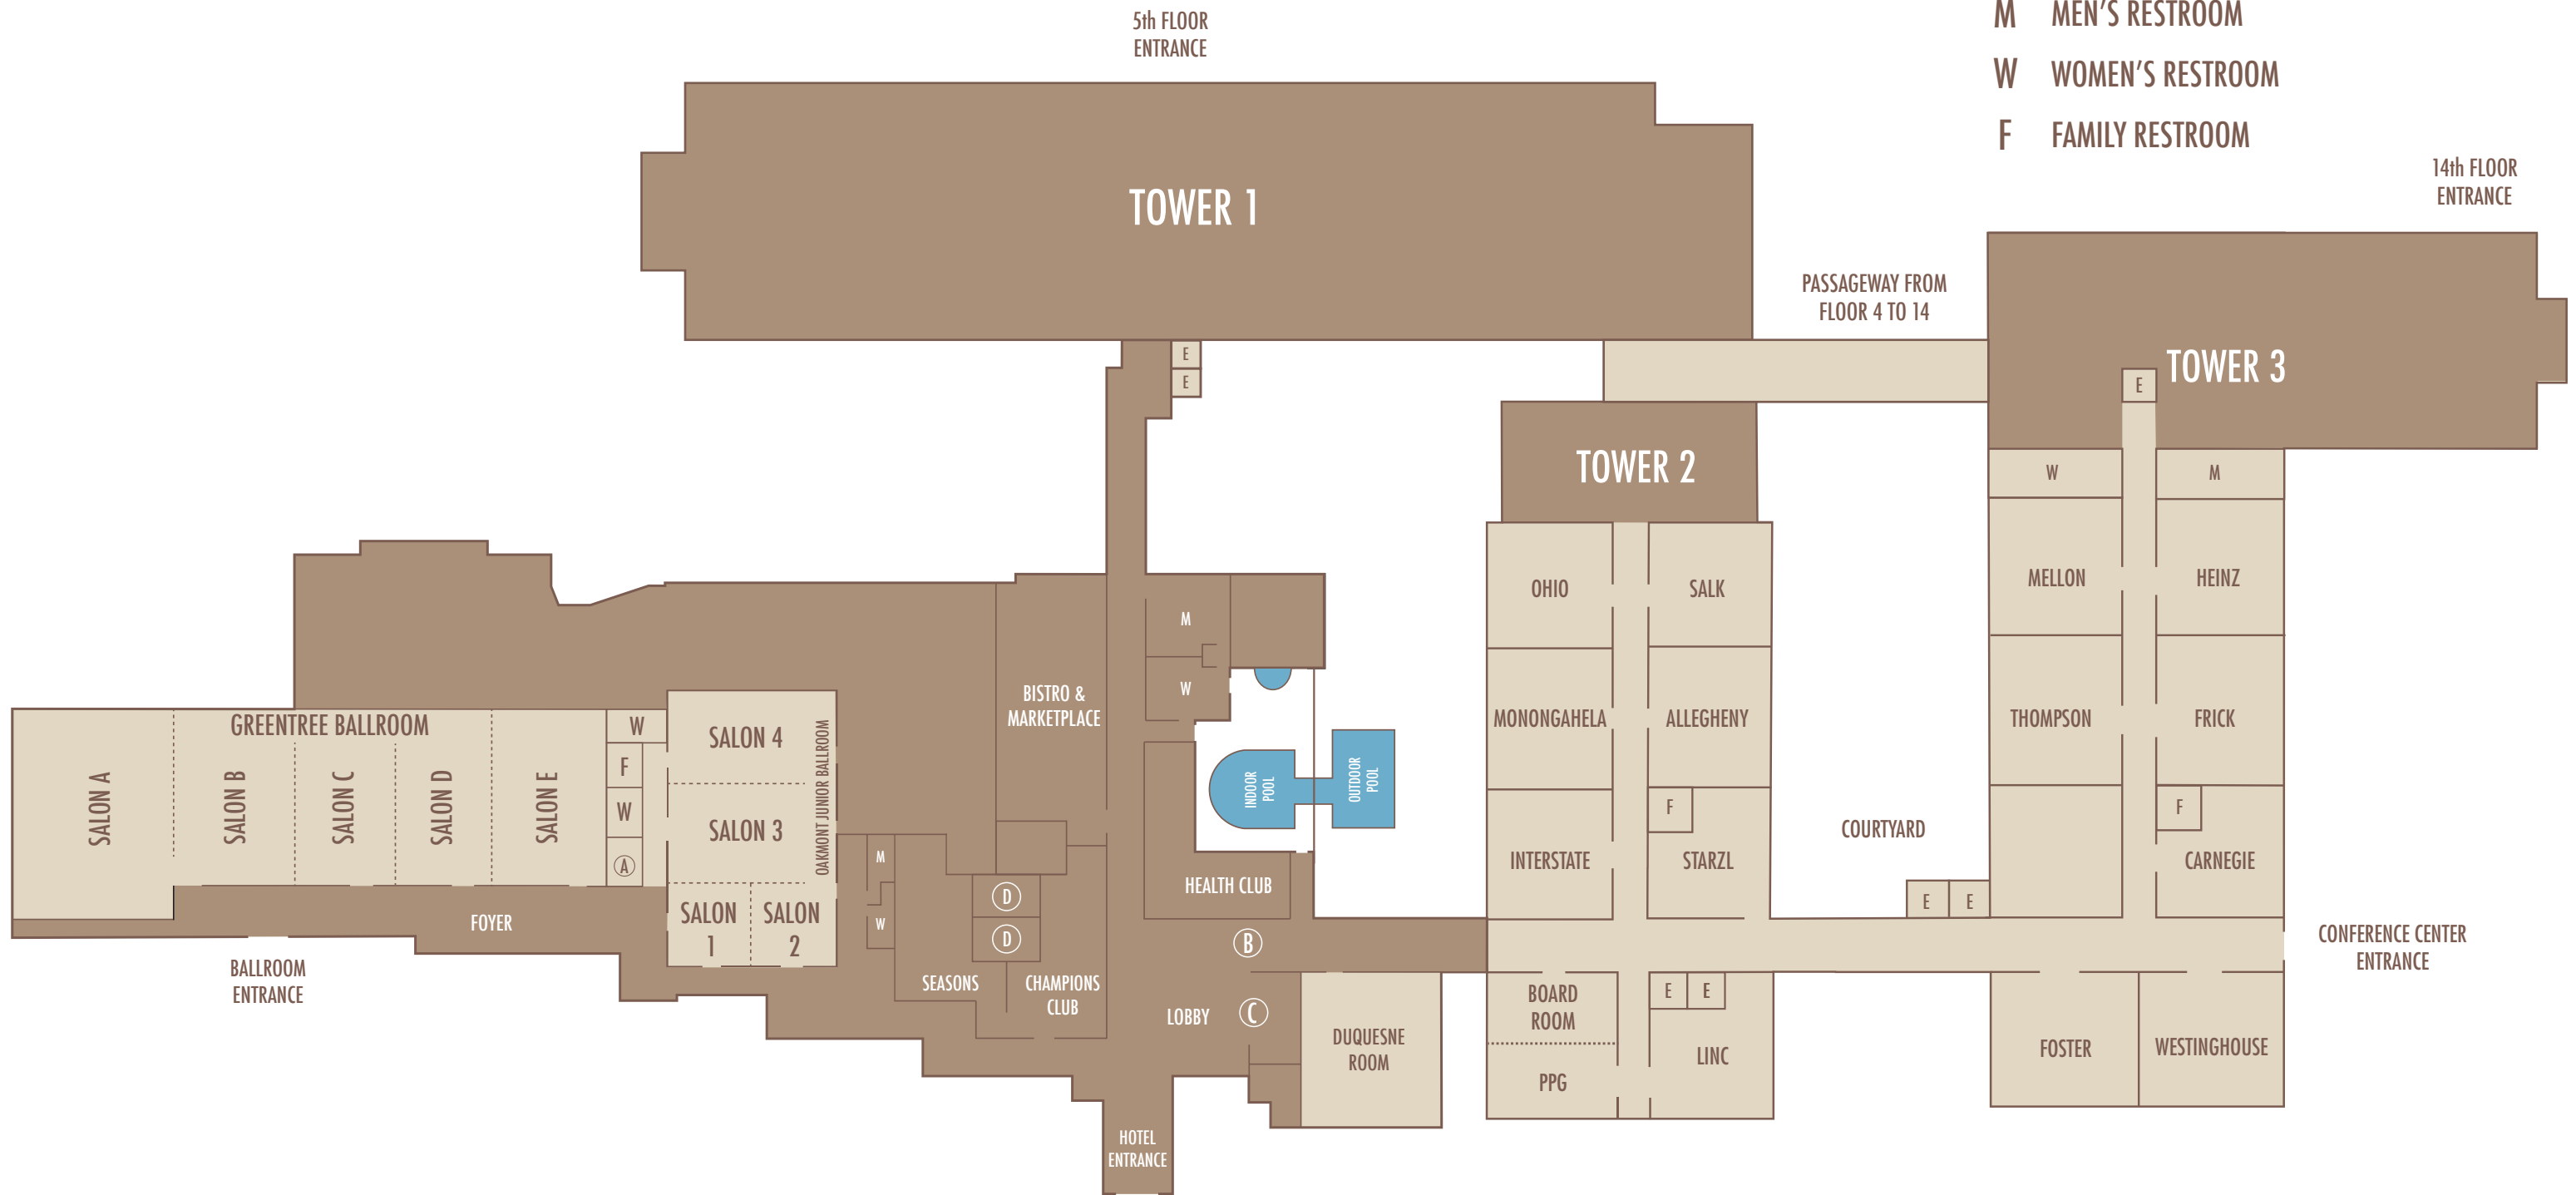 5th FLOOR
ENTRANCE
M MEN'S RESTROOM
W WOMEN'S RESTROOM
F FAMILY RESTROOM
14th FLOOR
ENTRANCE
TOWER 1
PASSAGEWAY FROM
FLOOR 4 TO 14
E
E
TOWER 3
E
TOWER 2
W
M
OHIO
SALK
MELLON
HEINZ
M
W
BISTRO &
MARKETPLACE
MONONGAHELA
ALLEGHENY
THOMPSON
FRICK
GREENTREE BALLROOM
SALON A
SALON B
SALON C
SALON D
SALON E
W
F
W
A
SALON 4
SALON 3
OAKMONT JUNIOR BALLROOM
SALON
1
SALON
2
INDOOR
POOL
OUTDOOR
POOL
F
F
COURTYARD
INTERSTATE
STARZL
CARNEGIE
M
W
D
D
HEALTH CLUB
E
E
FOYER
B
CONFERENCE CENTER
ENTRANCE
BALLROOM
ENTRANCE
SEASONS
CHAMPIONS
CLUB
LOBBY
C
DUQUESNE
ROOM
BOARD
ROOM
E
E
PPG
LINC
FOSTER
WESTINGHOUSE
HOTEL
ENTRANCE